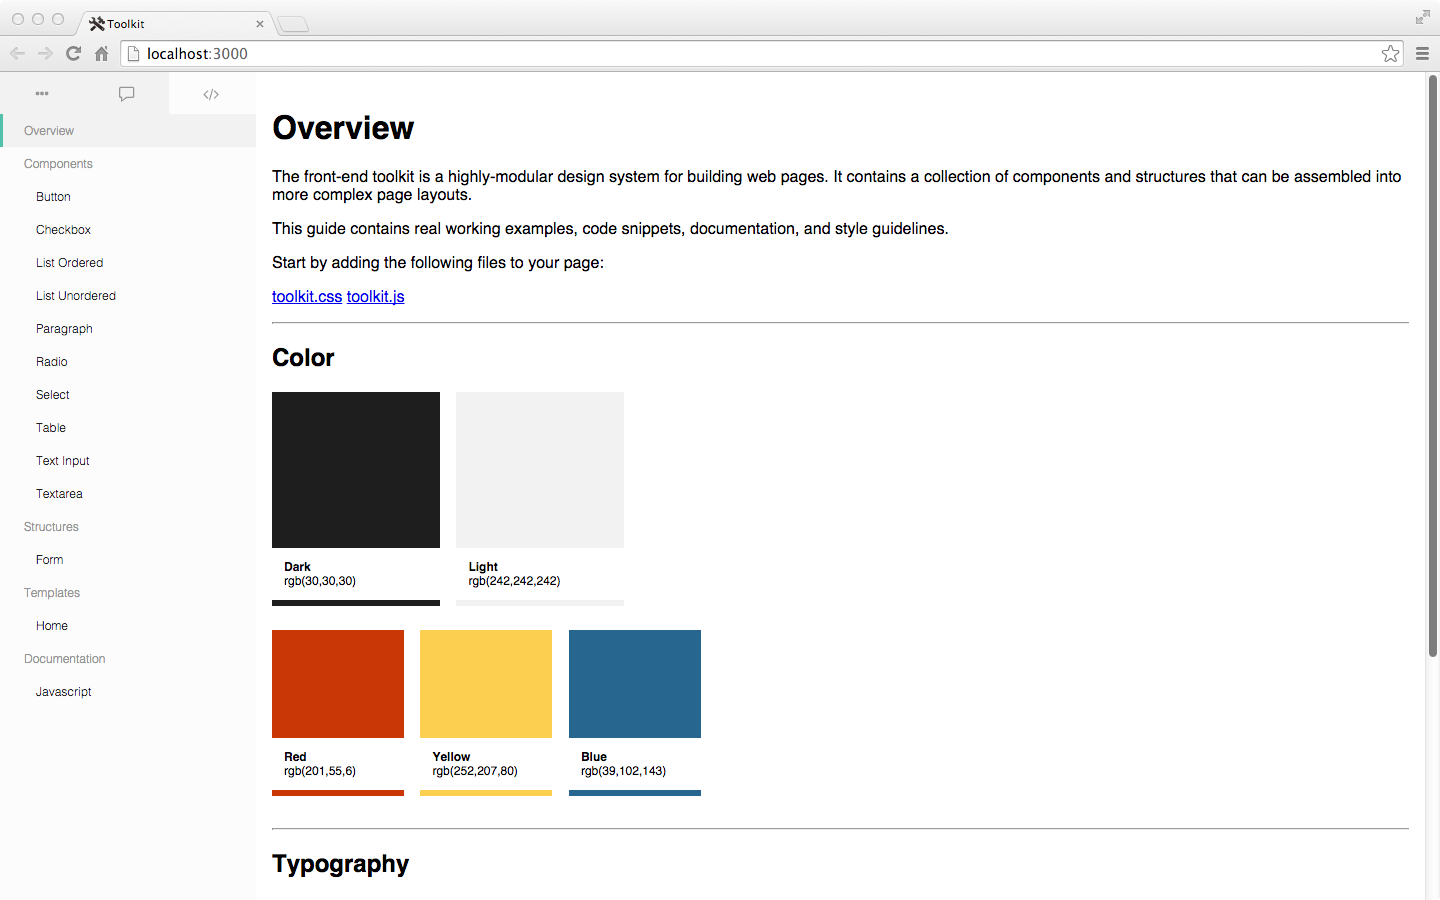 Toolkit
localhost:3000
Overview
Components
Button
Checkbox
List Ordered
List Unordered
Paragraph
Radio
Select
Table
Text Input
Textarea
Structures
Form
Templates
Home
Documentation
Javascript
Overview
The front-end toolkit is a highly-modular design system for building web pages. It contains a collection of components and structures that can be assembled into
more complex page layouts.
This guide contains real working examples, code snippets, documentation, and style guidelines.
Start by adding the following files to your page:
toolkit.css toolkit.js
Color
Dark
rgb(30,30,30)
Light
rgb(242,242,242)
Red
rgb(201,55,6)
Yellow
rgb(252,207,80)
Blue
rgb(39,102,143)
Typography